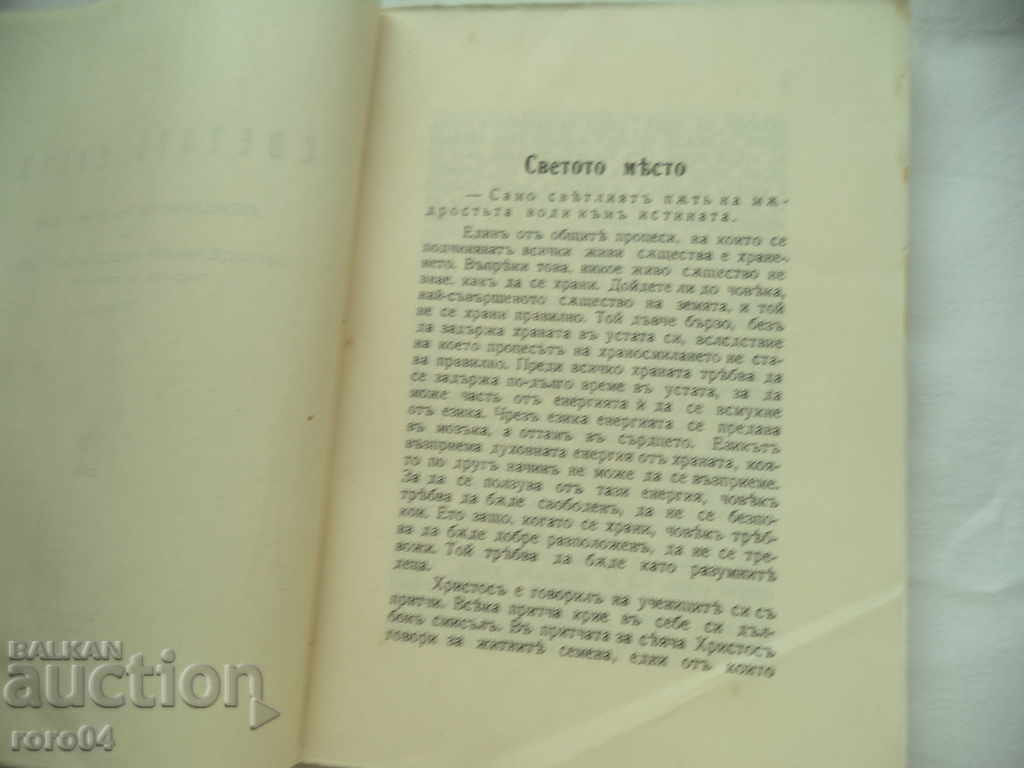 Светото мѣсто
— Само свѣтлиятъ пѫть на мѫ-
дростьта води къмъ истината.
Единъ отъ общитѣ процеси, на които се
подчиняватъ всички живи сѫщества е хране-
нето. Въпрѣки това, никое живо сѫщество не
знае, какъ да се храни. Дойдете ли до човѣка,
най-съвършеното сѫщество на земята, и той
не се храни правилно. Той дъвче бързо, безъ
да задържа храната въ устата си, вследствие
на което процесътъ на храносмилането не ста-
ва правилно. Преди всичко храната трѣбва да
се задържа по-дълго време въ устата, за да
може часть отъ енергията ѝ да се всмукне
отъ езика. Чрезъ езика енергията се предава
въ мозъка, а оттамъ въ сърдцето. Езикътъ
възприема духовната енергия отъ храната, коя-
то по другъ начинъ не може да се възприеме.
За да се ползува отъ тази енергия, човѣкъ
трѣбва да бѫде свободенъ, да не се безпо-
кои. Ето защо, когато се храни, човѣкъ трѣб-
ва да бѫде добре разположенъ, да не се тре-
вожи. Той трѣбва да бѫде като разумнитѣ
деца.
Христосъ е говорилъ на ученицитѣ си съ
притчи. Всѣка притча крие въ себе си дъл-
бокъ смисълъ. Въ притчата за сѣяча Христосъ
говори за житнитѣ семена, едни отъ които
BALKAN
auction
roro04